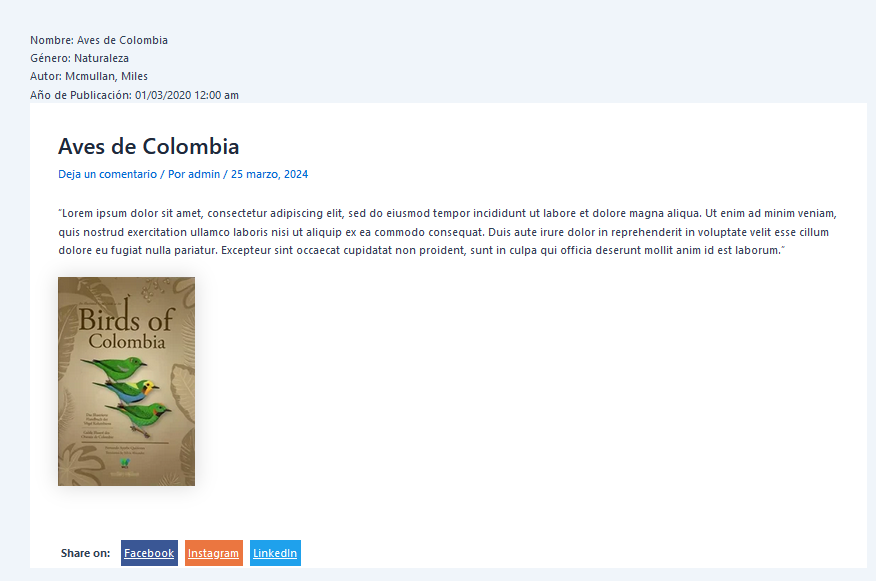 Nombre: Aves de Colombia
Género: Naturaleza
Autor: Mcmullan, Miles
Año de Publicación: 01/03/2020 12:00 am
Aves de Colombia
Deja un comentario / Por admin / 25 marzo, 2024
"Lorem ipsum dolor sit amet, consectetur adipiscing elit, sed do eiusmod tempor incididunt ut labore et dolore magna aliqua. Ut enim ad minim veniam,
quis nostrud exercitation ullamco laboris nisi ut aliquip ex ea commodo consequat. Duis aute irure dolor in reprehenderit in voluptate velit esse cillum
dolore eu fugiat nulla pariatur. Excepteur sint occaecat cupidatat non proident, sunt in culpa qui officia deserunt mollit anim id est laborum."
Birds of
Colombia
Share on: Facebook Instagram LinkedIn